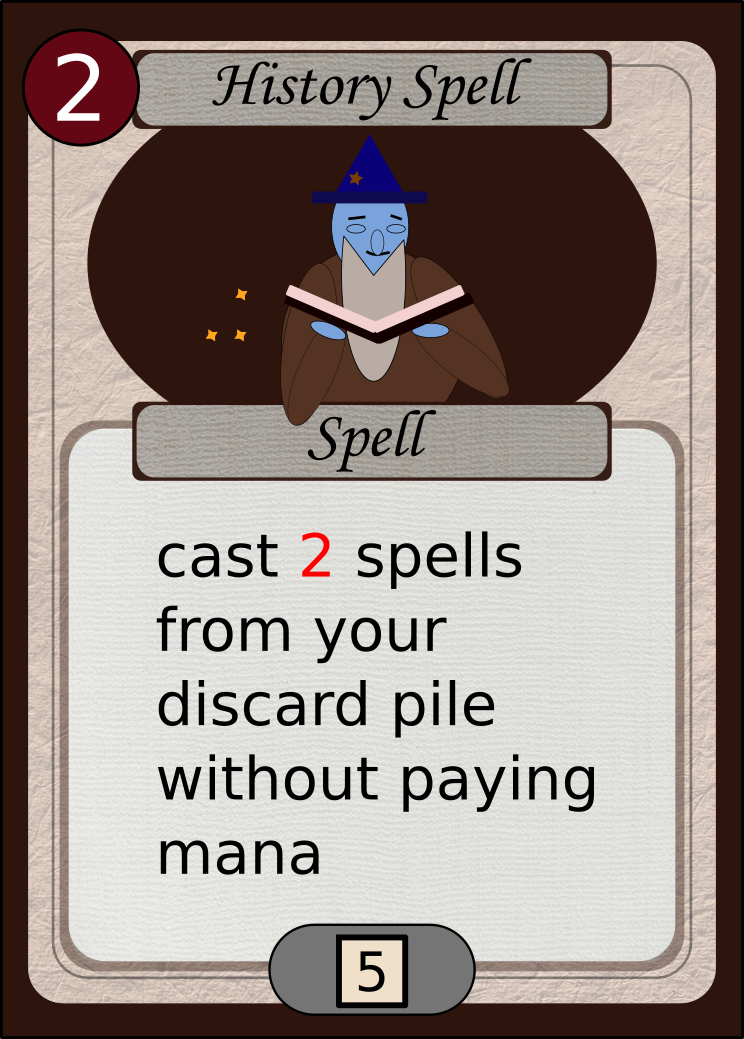 2
History Spell
Spell
cast 2 spells
from your
discard pile
without paying
mana
5